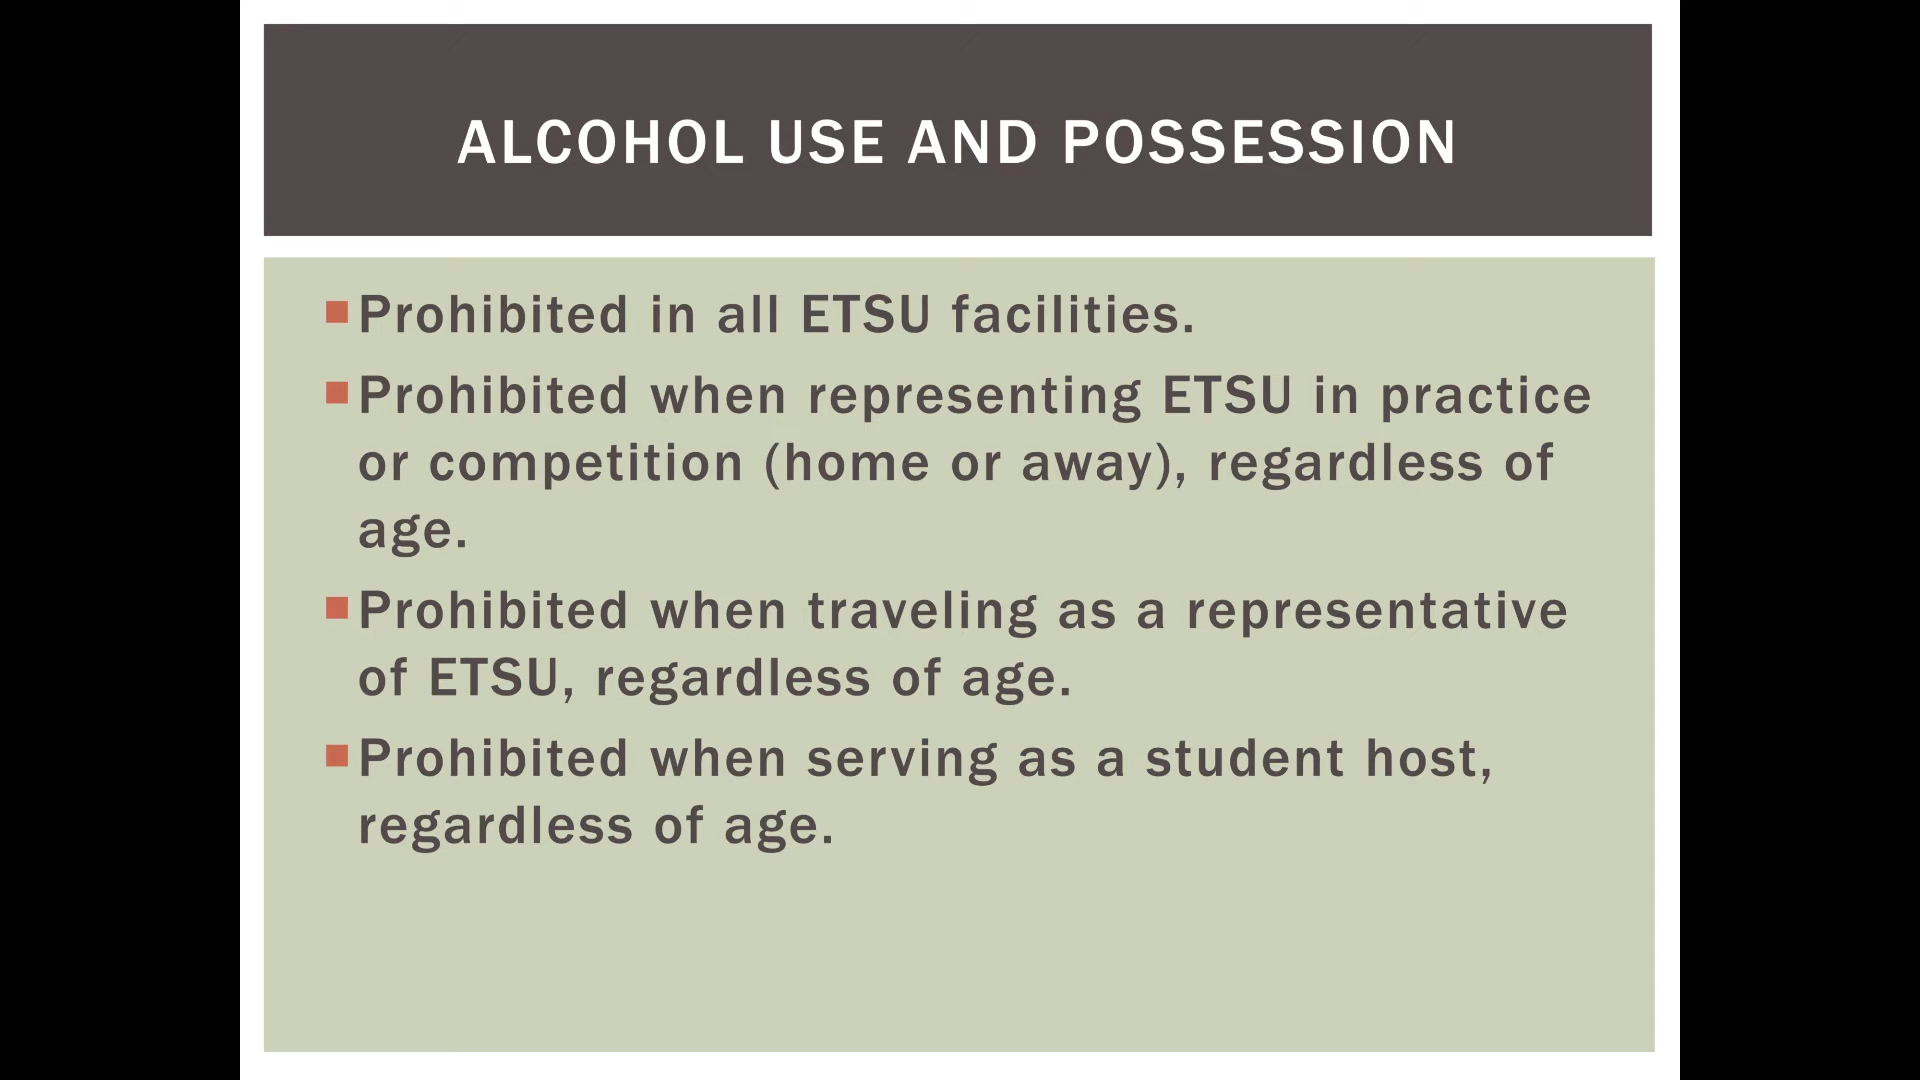 ALCOHOL USE AND POSSESSION
Prohibited in all ETSU facilities.
Prohibited when representing ETSU in practice
or competition (home or away), regardless of
age.
Prohibited when traveling as a representative
of ETSU, regardless of age.
Prohibited when serving as a student host,
regardless of age.